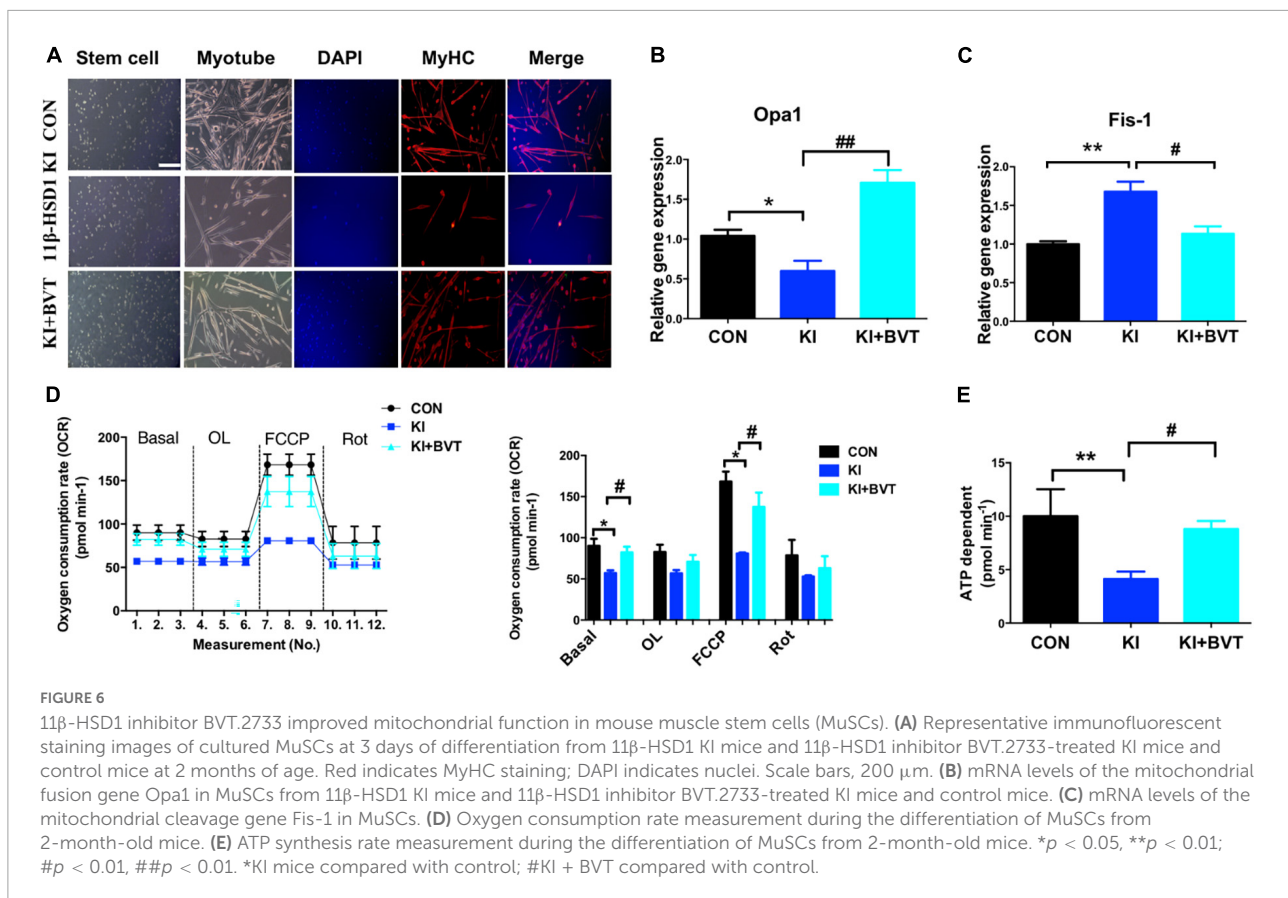 A
Stem cell Myotube DAPI MyHC Merge
CON
11β-HSD1 KI
KI+BVT
B
Opa1
Relative gene expression
2.0
1.5
1.0
0.5
0.0
*
##
CON KI KI+BVT
C
Fis-1
Relative gene expression
2.0
1.5
1.0
0.5
0.0
**
#
CON KI KI+BVT
D
CON
KI
KI+BVT
Oxygen consumption rate (OCR)
(pmol min-1)
200
150
100
50
0
Basal OL FCCP Rot
1. 2. 3. 4. 5. 6. 7. 8. 9. 10. 11. 12.
Measurement (No.)
Oxygen consumption rate (OCR)
(pmol min-1)
200
150
100
50
0
*
#
*
#
CON
KI
KI+BVT
Basal OL FCCP Rot
E
ATP dependent
(pmol min⁻¹)
15
10
5
0
**
#
CON KI KI+BVT
FIGURE 6
11β-HSD1 inhibitor BVT.2733 improved mitochondrial function in mouse muscle stem cells (MuSCs). (A) Representative immunofluorescent
staining images of cultured MuSCs at 3 days of differentiation from 11β-HSD1 KI mice and 11β-HSD1 inhibitor BVT.2733-treated KI mice and
control mice at 2 months of age. Red indicates MyHC staining; DAPI indicates nuclei. Scale bars, 200 μm. (B) mRNA levels of the mitochondrial
fusion gene Opa1 in MuSCs from 11β-HSD1 KI mice and 11β-HSD1 inhibitor BVT.2733-treated KI mice and control mice. (C) mRNA levels of the
mitochondrial cleavage gene Fis-1 in MuSCs. (D) Oxygen consumption rate measurement during the differentiation of MuSCs from
2-month-old mice. (E) ATP synthesis rate measurement during the differentiation of MuSCs from 2-month-old mice. *p < 0.05, **p < 0.01;
#p < 0.01, ##p < 0.01. *KI mice compared with control; #KI + BVT compared with control.